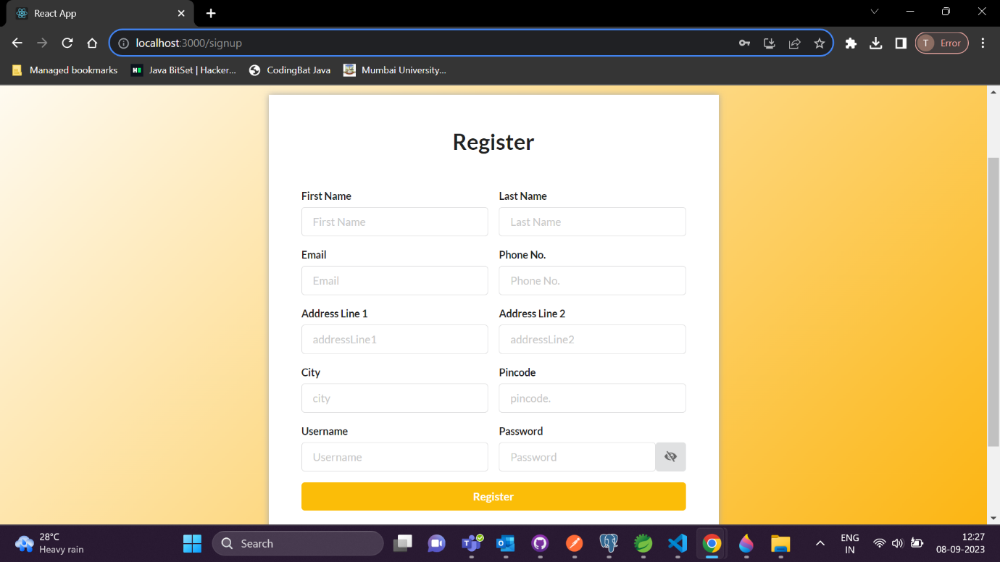 React App
localhost:3000/signup
T Error
Managed bookmarks
Java BitSet | Hacker...
CodingBat Java
Mumbai University...
Register
First Name Last Name
First Name Last Name
Email Phone No.
Email Phone No.
Address Line 1 Address Line 2
addressLine1 addressLine2
City Pincode
city pincode.
Username Password
Username Password
Register
28°C
Heavy rain
Search
ENG
IN
12:27
08-09-2023